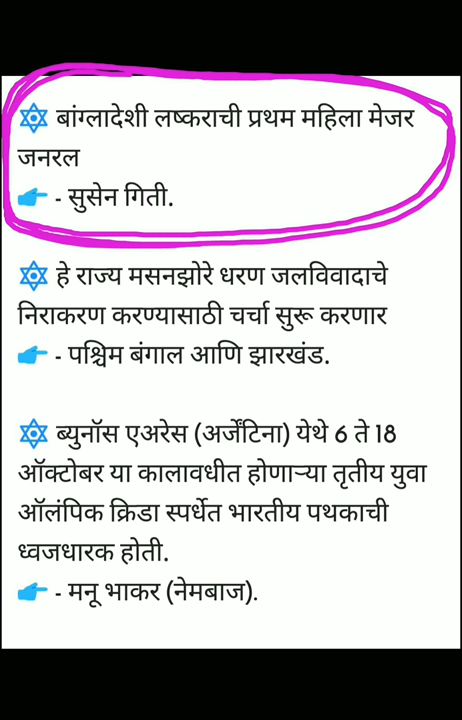 🔯 बांग्लादेशी लष्कराची प्रथम महिला मेजर
जनरल
👉 - सुसेन गिती.
🔯 हे राज्य मसनझोरे धरण जलविवादाचे
निराकरण करण्यासाठी चर्चा सुरू करणार
👉 - पश्चिम बंगाल आणि झारखंड.
🔯 ब्युनॉस एअरेस (अर्जेंटिना) येथे 6 ते 18
ऑक्टोबर या कालावधीत होणाऱ्या तृतीय युवा
ऑलंपिक क्रिडा स्पर्धेत भारतीय पथकाची
ध्वजधारक होती.
👉 - मनू भाकर (नेमबाज).